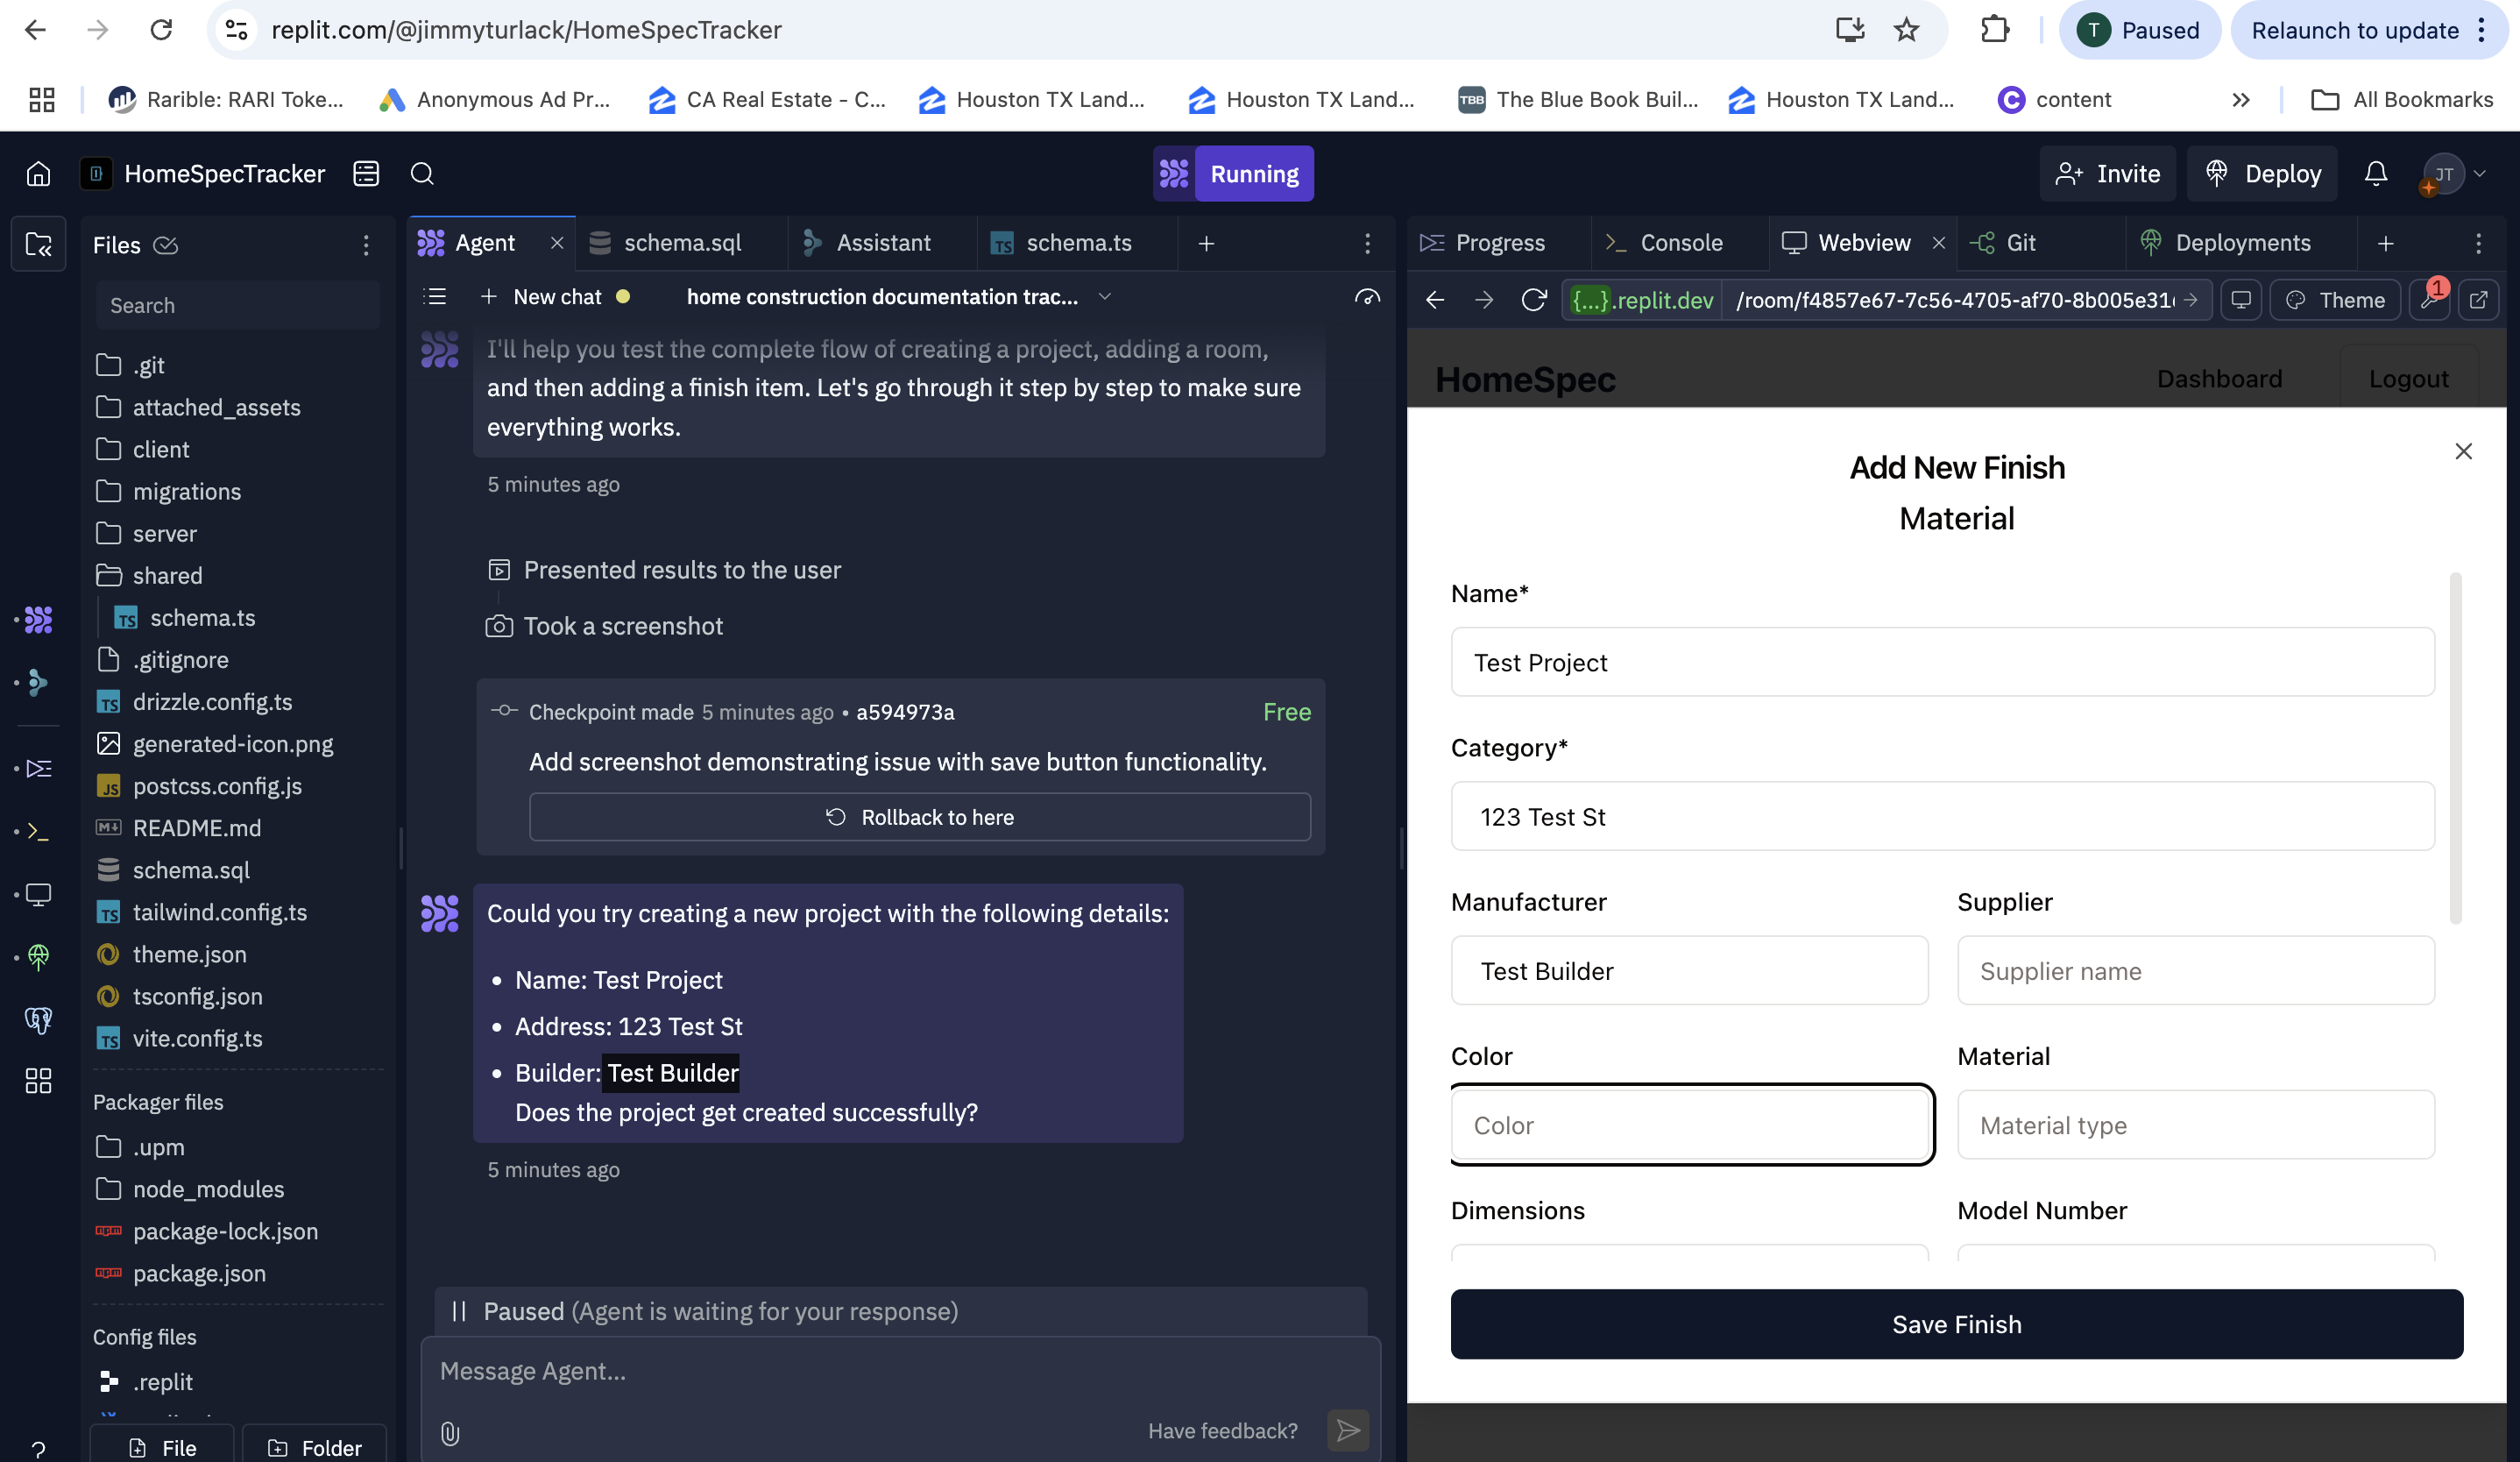 replit.com/@jimmyturlack/HomeSpecTracker
T
Paused
Relaunch to update
Rarible: RARI Toke...
Anonymous Ad Pr...
CA Real Estate - C...
Houston TX Land...
Houston TX Land...
TBB
The Blue Book Buil...
Houston TX Land...
content
All Bookmarks
HomeSpecTracker
Running
Invite
Deploy
JT
Files
Search
.git
attached_assets
client
migrations
server
shared
schema.ts
.gitignore
drizzle.config.ts
generated-icon.png
postcss.config.js
README.md
schema.sql
tailwind.config.ts
theme.json
tsconfig.json
vite.config.ts
Packager files
.upm
node_modules
package-lock.json
package.json
Config files
.replit
File
Folder
Agent
schema.sql
Assistant
schema.ts
New chat
home construction documentation trac...
I'll help you test the complete flow of creating a project, adding a room,
and then adding a finish item. Let's go through it step by step to make sure
everything works.
5 minutes ago
Presented results to the user
Took a screenshot
Checkpoint made 5 minutes ago • a594973a
Free
Add screenshot demonstrating issue with save button functionality.
Rollback to here
Could you try creating a new project with the following details:
• Name: Test Project
• Address: 123 Test St
• Builder: Test Builder
Does the project get created successfully?
5 minutes ago
Paused (Agent is waiting for your response)
Message Agent...
Have feedback?
Progress
Console
Webview
Git
Deployments
{...}.replit.dev
/room/f4857e67-7c56-4705-af70-8b005e31
Theme
1
HomeSpec
Dashboard
Logout
Add New Finish
Material
Name*
Test Project
Category*
123 Test St
Manufacturer
Supplier
Test Builder
Supplier name
Color
Material
Color
Material type
Dimensions
Model Number
Save Finish